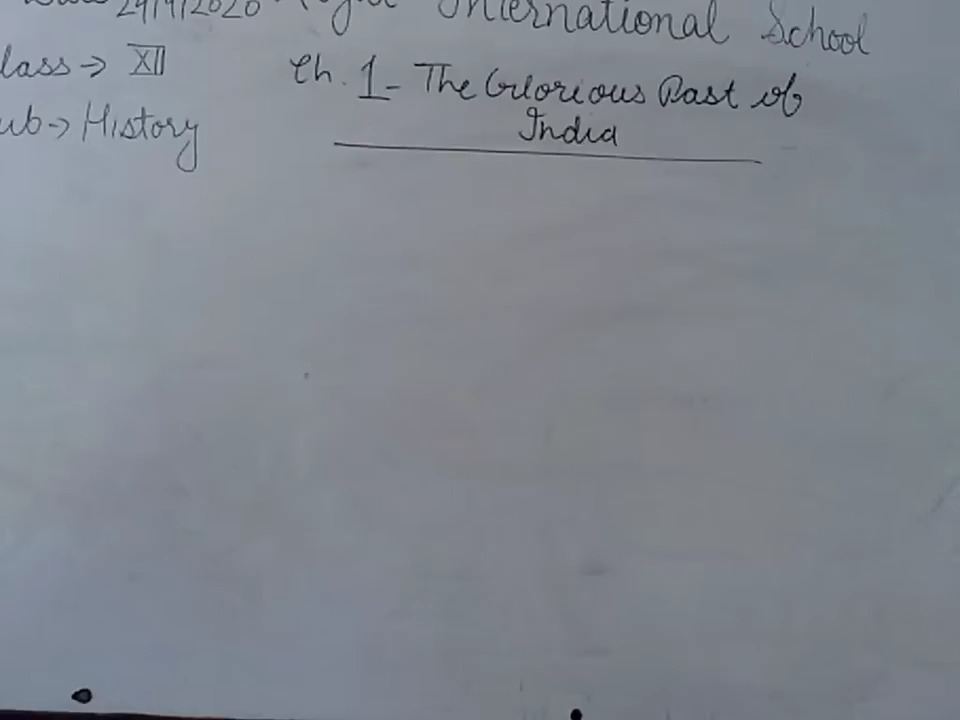 International School
lass → XII
Ch. 1 - The Glorious Past of
ub → History
India